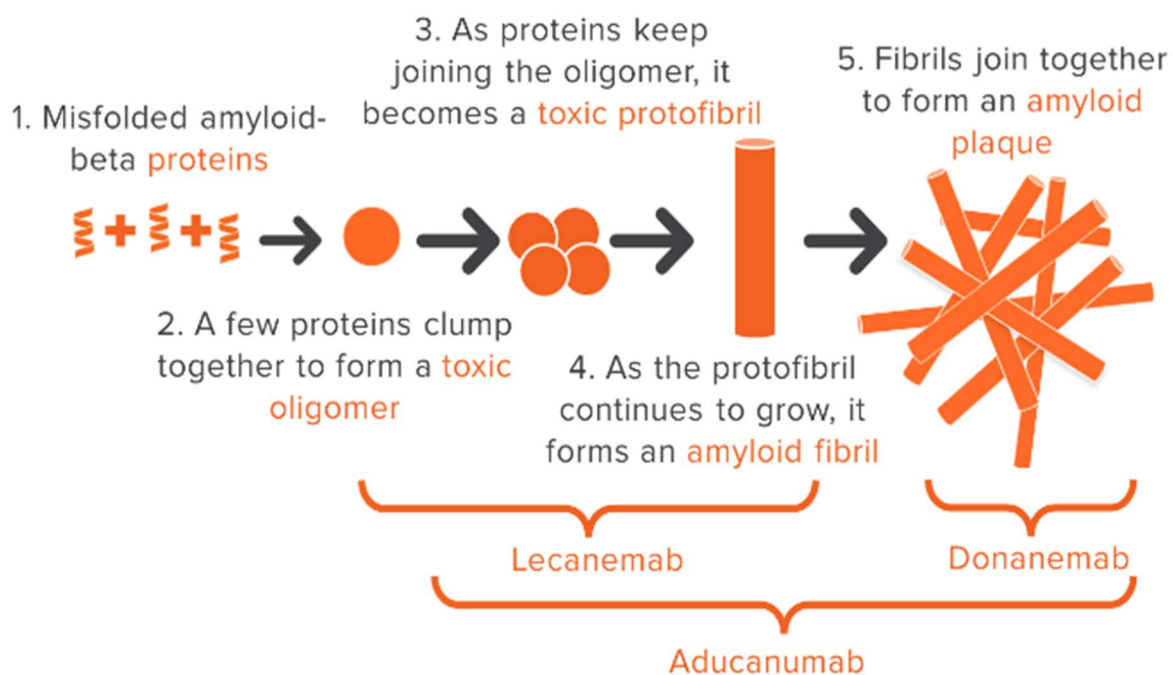 1. Misfolded amyloid-
beta proteins
2. A few proteins clump
together to form a toxic
oligomer
3. As proteins keep
joining the oligomer, it
becomes a toxic protofibril
4. As the protofibril
continues to grow, it
forms an amyloid fibril
5. Fibrils join together
to form an amyloid
plaque
Lecanemab
Donanemab
Aducanumab